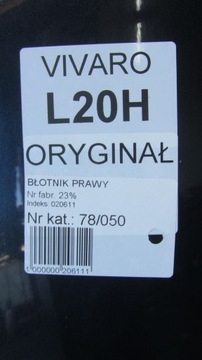 VIVARO
L20H
ORYGINAŁ
BŁOTNIK PRAWY
Nr fabr. 23%
Indeks: 020611
Nr kat.: 78/050
1000000206111